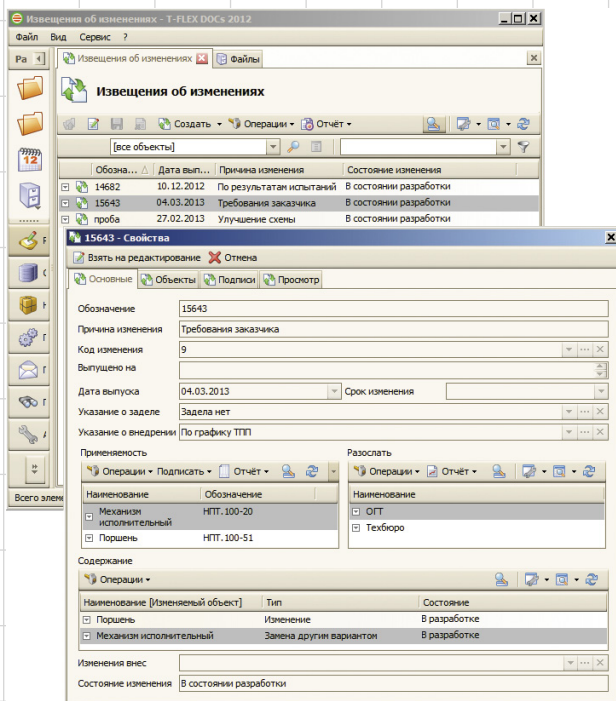 Извещения об изменениях - T-FLEX DOCs 2012
Файл Вид Сервис ?
Ра Извещения об изменениях Файлы
Извещения об изменениях
Создать Операции Отчёт
[все объекты]
Обозна... Дата вып... Причина изменения Состояние изменения
14682 10.12.2012 По результатам испытаний В состоянии разработки
15643 04.03.2013 Требования заказчика В состоянии разработки
проба 27.02.2013 Улучшение схемы В состоянии разработки
12
Всего элем
15643 - Свойства
Взять на редактирование Отмена
Основные Объекты Подписи Просмотр
Обозначение 15643
Причина изменения Требования заказчика
Код изменения 9
Выпущено на
Дата выпуска 04.03.2013 Срок изменения
Указание о заделе Задела нет
Указание о внедрении По графику ТПП
Применяемость Разослать
Операции Подписать Отчёт Операции Отчёт
Наименование Обозначение Наименование
Механизм исполнительный НПТ.100-20 ОГТ
Поршень НПТ.100-51 Техбюро
Содержание
Операции
Наименование [Изменяемый объект] Тип Состояние
Поршень Изменение В разработке
Механизм исполнительный Замена другим вариантом В разработке
Изменения внес
Состояние изменения В состоянии разработки